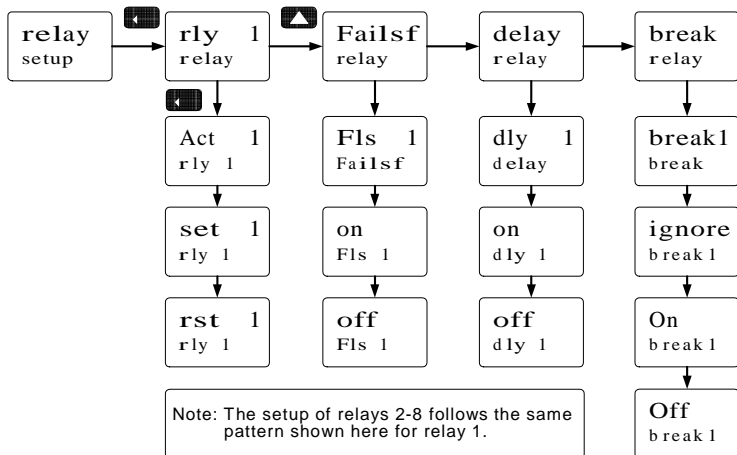 relay
setup
rly 1
relay
Failsf
relay
delay
relay
break
relay
Act 1
rly 1
Fls 1
Failsf
dly 1
delay
break1
break
set 1
rly 1
on
Fls 1
on
dly 1
ignore
break1
rst 1
rly 1
off
Fls 1
off
dly 1
On
break1
Off
break1
Note: The setup of relays 2-8 follows the same
pattern shown here for relay 1.